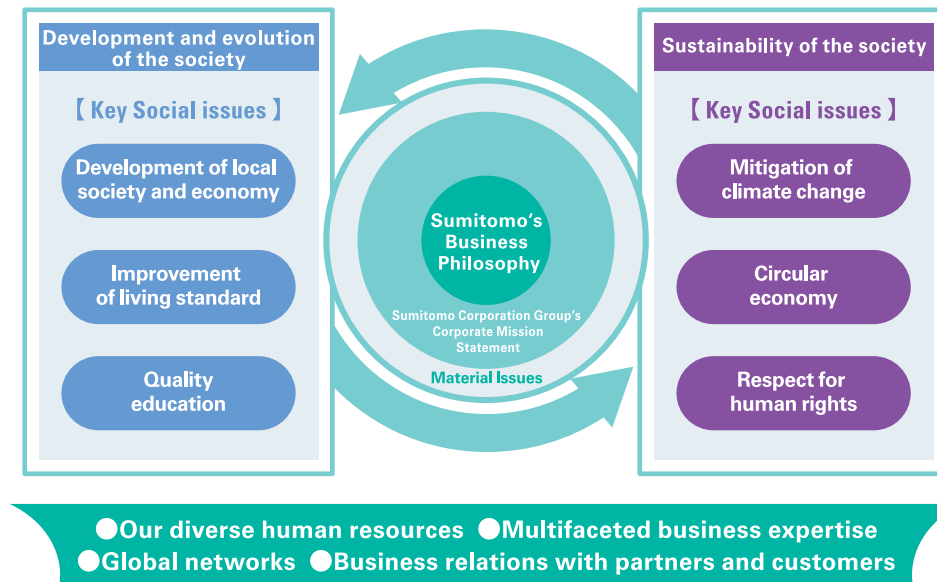 Development and evolution
of the society
【 Key Social issues 】
Development of local
society and economy
Improvement
of living standard
Quality
education
Sumitomo's
Business
Philosophy
Sumitomo Corporation Group's
Corporate Mission
Statement
Material Issues
Sustainability of the society
【 Key Social issues 】
Mitigation of
climate change
Circular
economy
Respect for
human rights
●Our diverse human resources ●Multifaceted business expertise
●Global networks ●Business relations with partners and customers